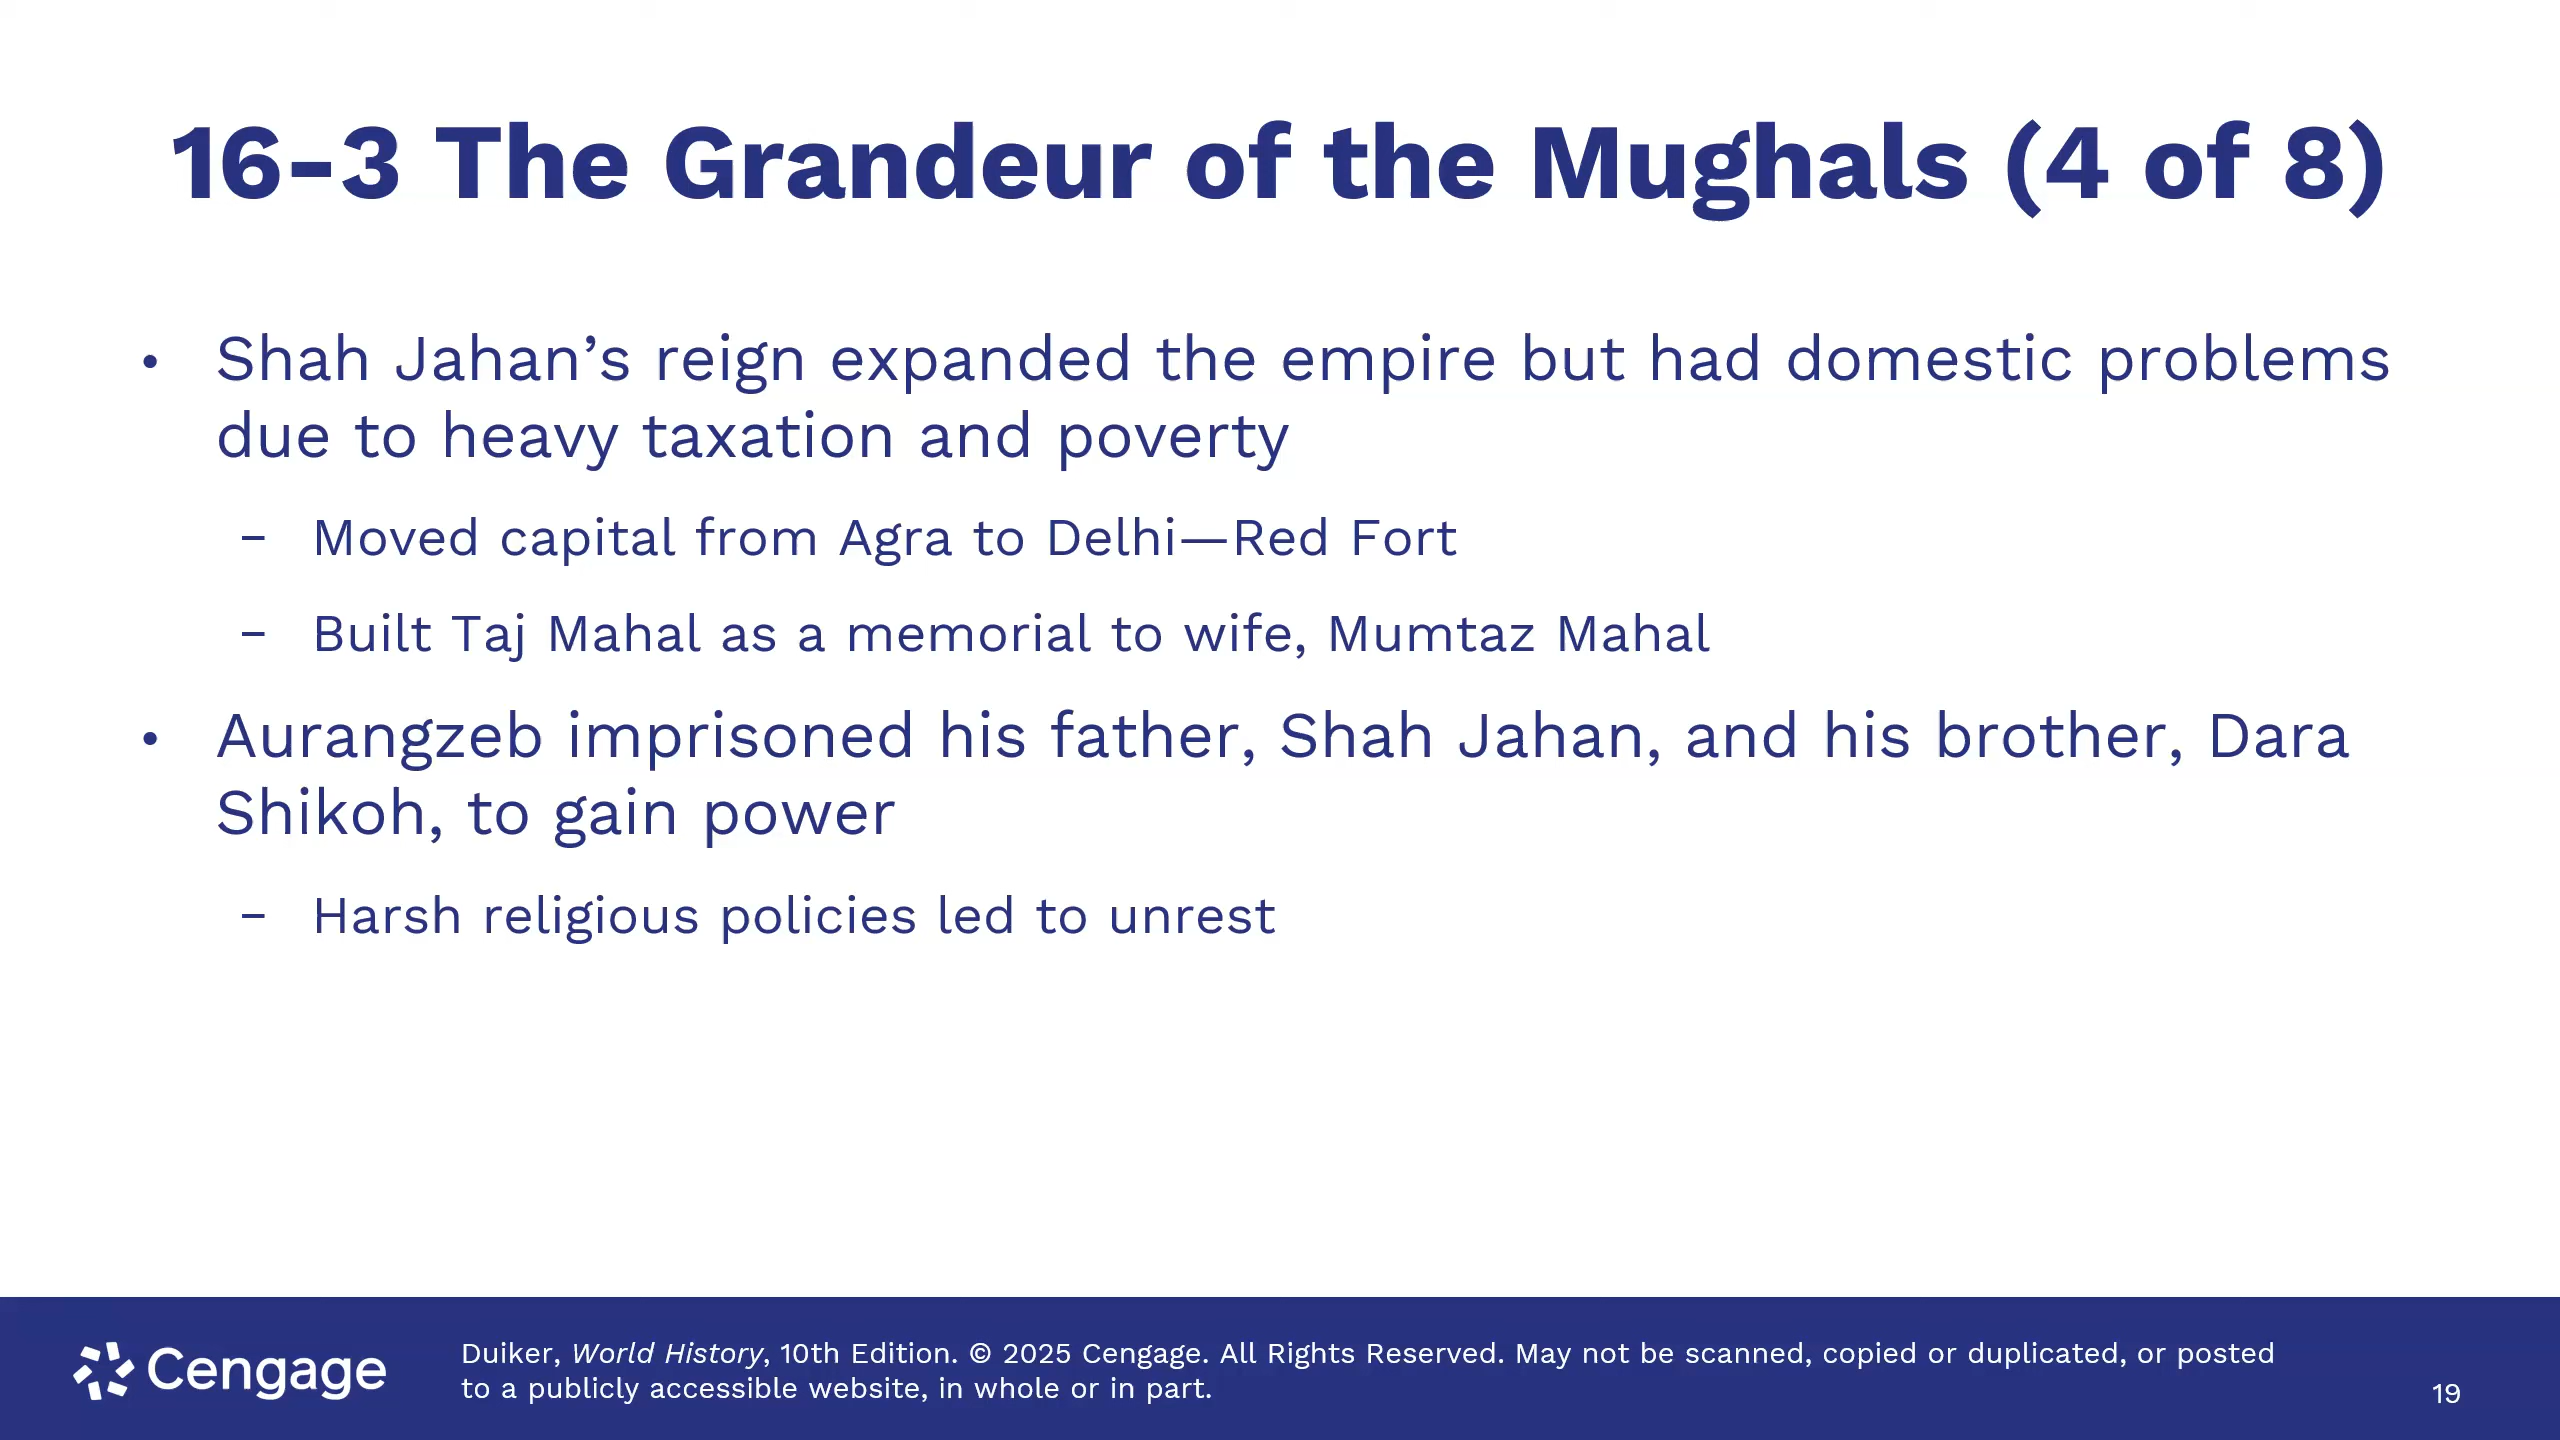 16-3 The Grandeur of the Mughals (4 of 8)
• Shah Jahan’s reign expanded the empire but had domestic problems
due to heavy taxation and poverty
– Moved capital from Agra to Delhi—Red Fort
– Built Taj Mahal as a memorial to wife, Mumtaz Mahal
• Aurangzeb imprisoned his father, Shah Jahan, and his brother, Dara
Shikoh, to gain power
– Harsh religious policies led to unrest
Cengage
Duiker, World History, 10th Edition. © 2025 Cengage. All Rights Reserved. May not be scanned, copied or duplicated, or posted
to a publicly accessible website, in whole or in part.
19